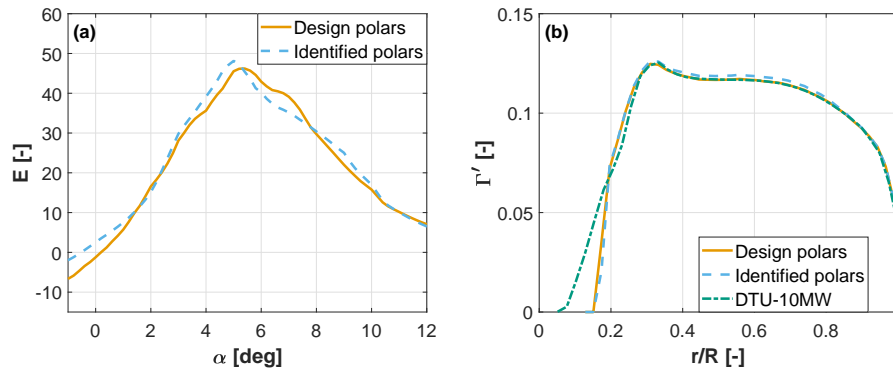 (a)
Design polars
Identified polars
60
50
40
30
20
10
0
-10
E [-]
0 2 4 6 8 10 12
α [deg]
(b)
0.15
0.1
0.05
0
Γ′ [-]
Design polars
Identified polars
DTU-10MW
0 0.2 0.4 0.6 0.8
r/R [-]